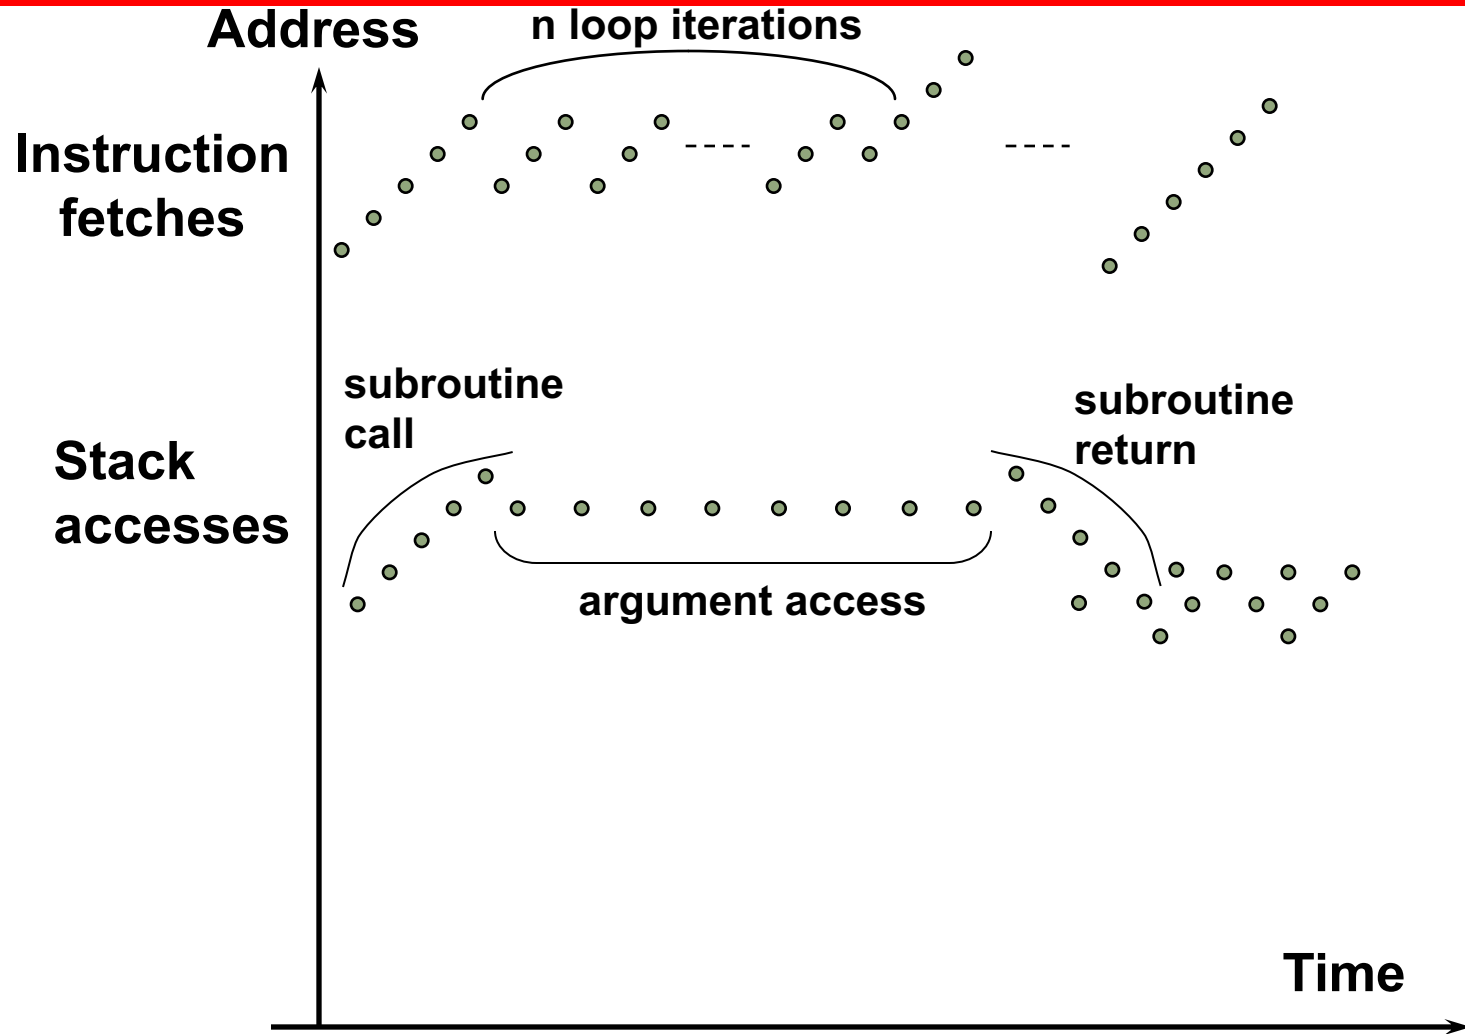 Address
n loop iterations
Instruction
fetches
subroutine
call
subroutine
return
Stack
accesses
argument access
Time